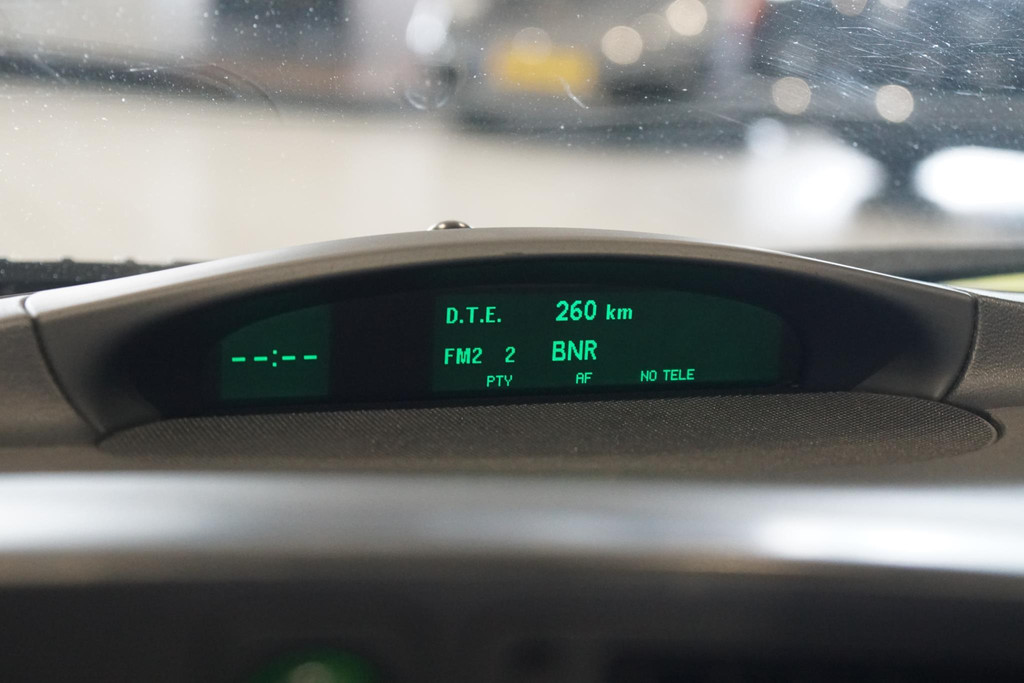 --:--
D.T.E. 260 km
FM2 2 BNR
PTY AF NO TELE